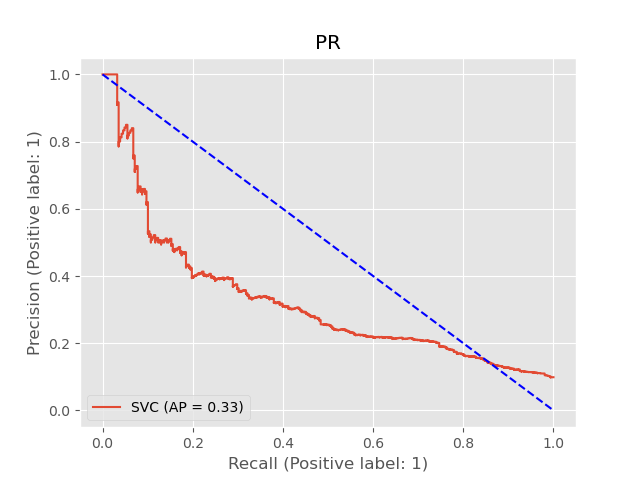 PR
1.0
0.8
0.6
0.4
0.2
0.0
Precision (Positive label: 1)
SVC (AP = 0.33)
0.0 0.2 0.4 0.6 0.8 1.0
Recall (Positive label: 1)